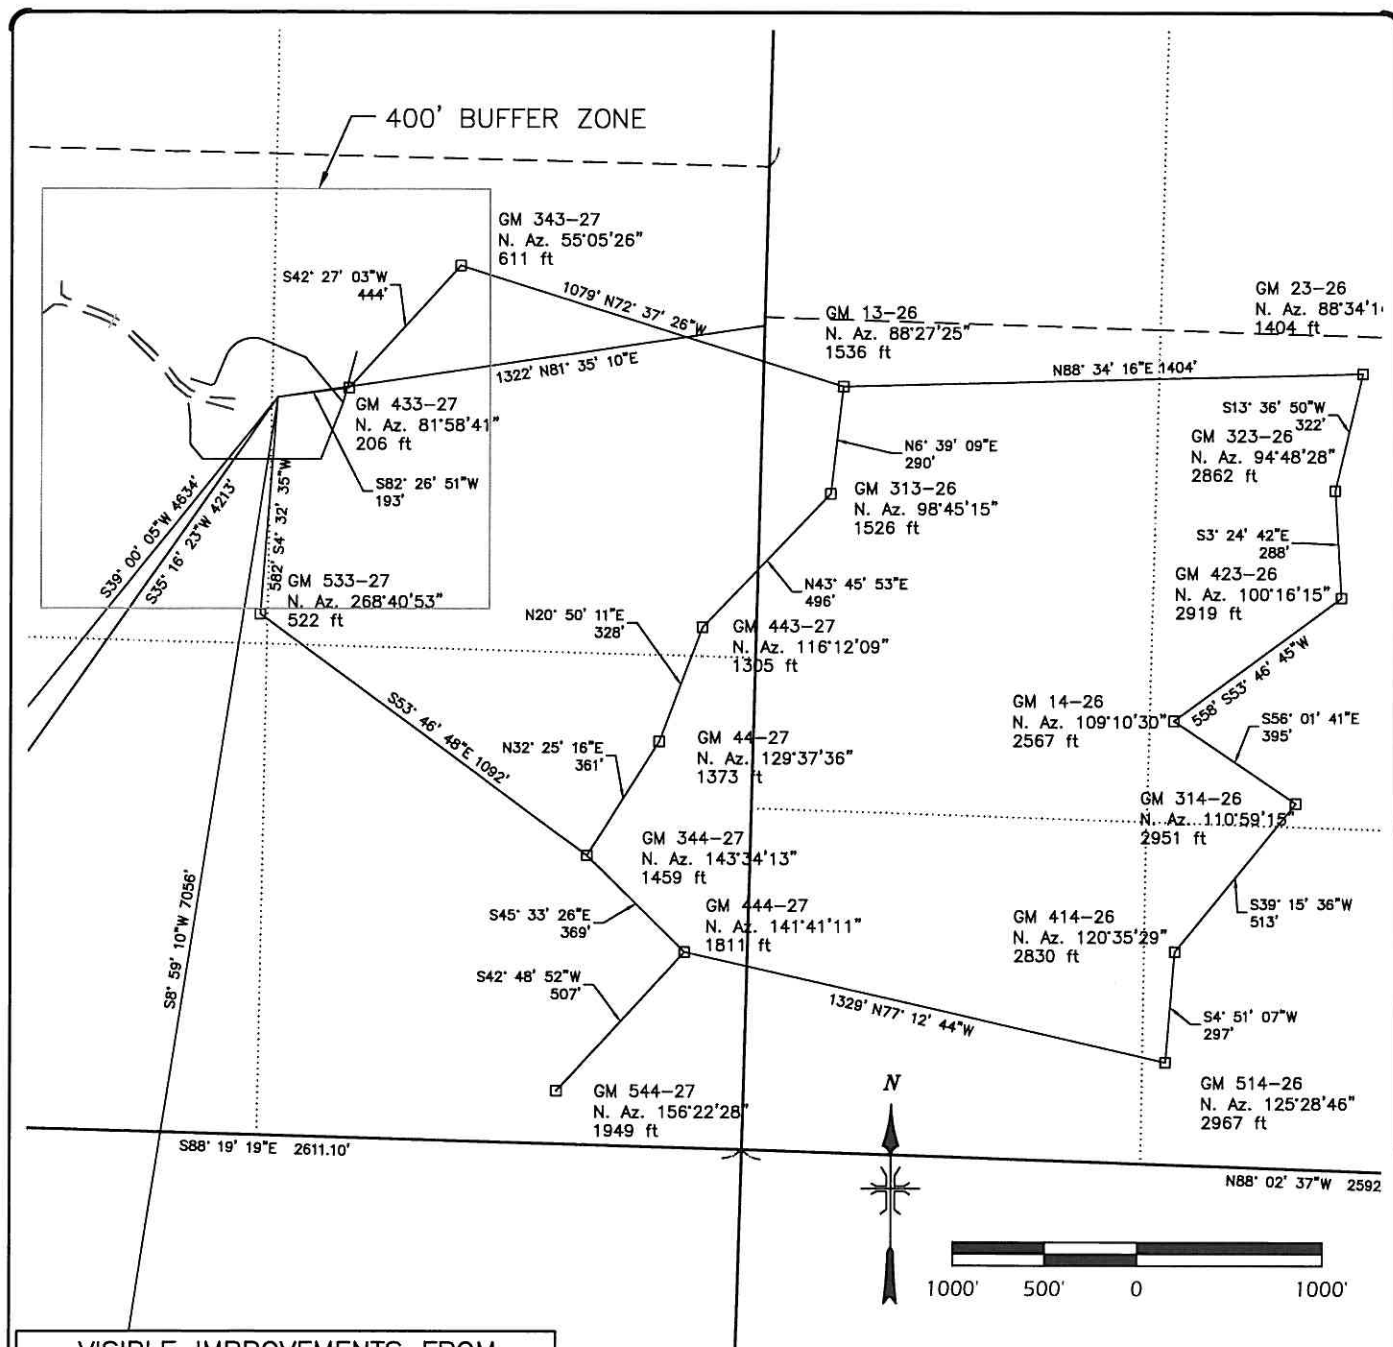 400' BUFFER ZONE
GM 343-27
N. Az. 55°05'26"
611 ft
S42° 27' 03"W
444'
1079' N72° 37' 26"W
GM 13-26
N. Az. 88°27'25"
1536 ft
GM 23-26
1404 ft
1322' N81° 35' 10"E
N88° 34' 16"E 1404'
GM 433-27
N. Az. 81°58'41"
206 ft
S13° 36' 50"W
322'
GM 323-26
N. Az. 94°48'28"
2862 ft
N6° 39' 09"E
290'
S82° 26' 51"W
193'
GM 313-26
N. Az. 98°45'15"
1526 ft
S39° 00' 05"W 4634'
S35° 16' 23"W 4213'
582' S4° 32' 35"W
S3° 24' 42"E
288'
GM 423-26
N. Az. 100°16'15"
2919 ft
GM 533-27
N. Az. 268°40'53"
522 ft
N43° 45' 53"E
496'
N20° 50' 11"E
328'
GM 443-27
N. Az. 116°12'09"
1305 ft
558' S53° 46' 45"W
S53° 46' 48"E 1092'
GM 14-26
N. Az. 109°10'30"
2567 ft
S56° 01' 41"E
395'
N32° 25' 16"E
361'
GM 44-27
N. Az. 129°37'36"
1373 ft
GM 314-26
N. Az. 110°59'15"
2951 ft
GM 344-27
N. Az. 143°34'13"
1459 ft
S8° 59' 10"W 7056'
S45° 33' 26"E
369'
GM 444-27
N. Az. 141°41'11"
1811 ft
S39° 15' 36"W
513'
GM 414-26
N. Az. 120°35'29"
2830 ft
S42° 48' 52"W
507'
1329' N77° 12' 44"W
S4° 51' 07"W
297'
GM 544-27
N. Az. 156°22'28"
1949 ft
GM 514-26
N. Az. 125°28'46"
2967 ft
N
S88° 19' 19"E 2611.10'
N88° 02' 37"W 2592
1000' 500' 0 1000'
VISIBLE IMPROVEMENTS FROM